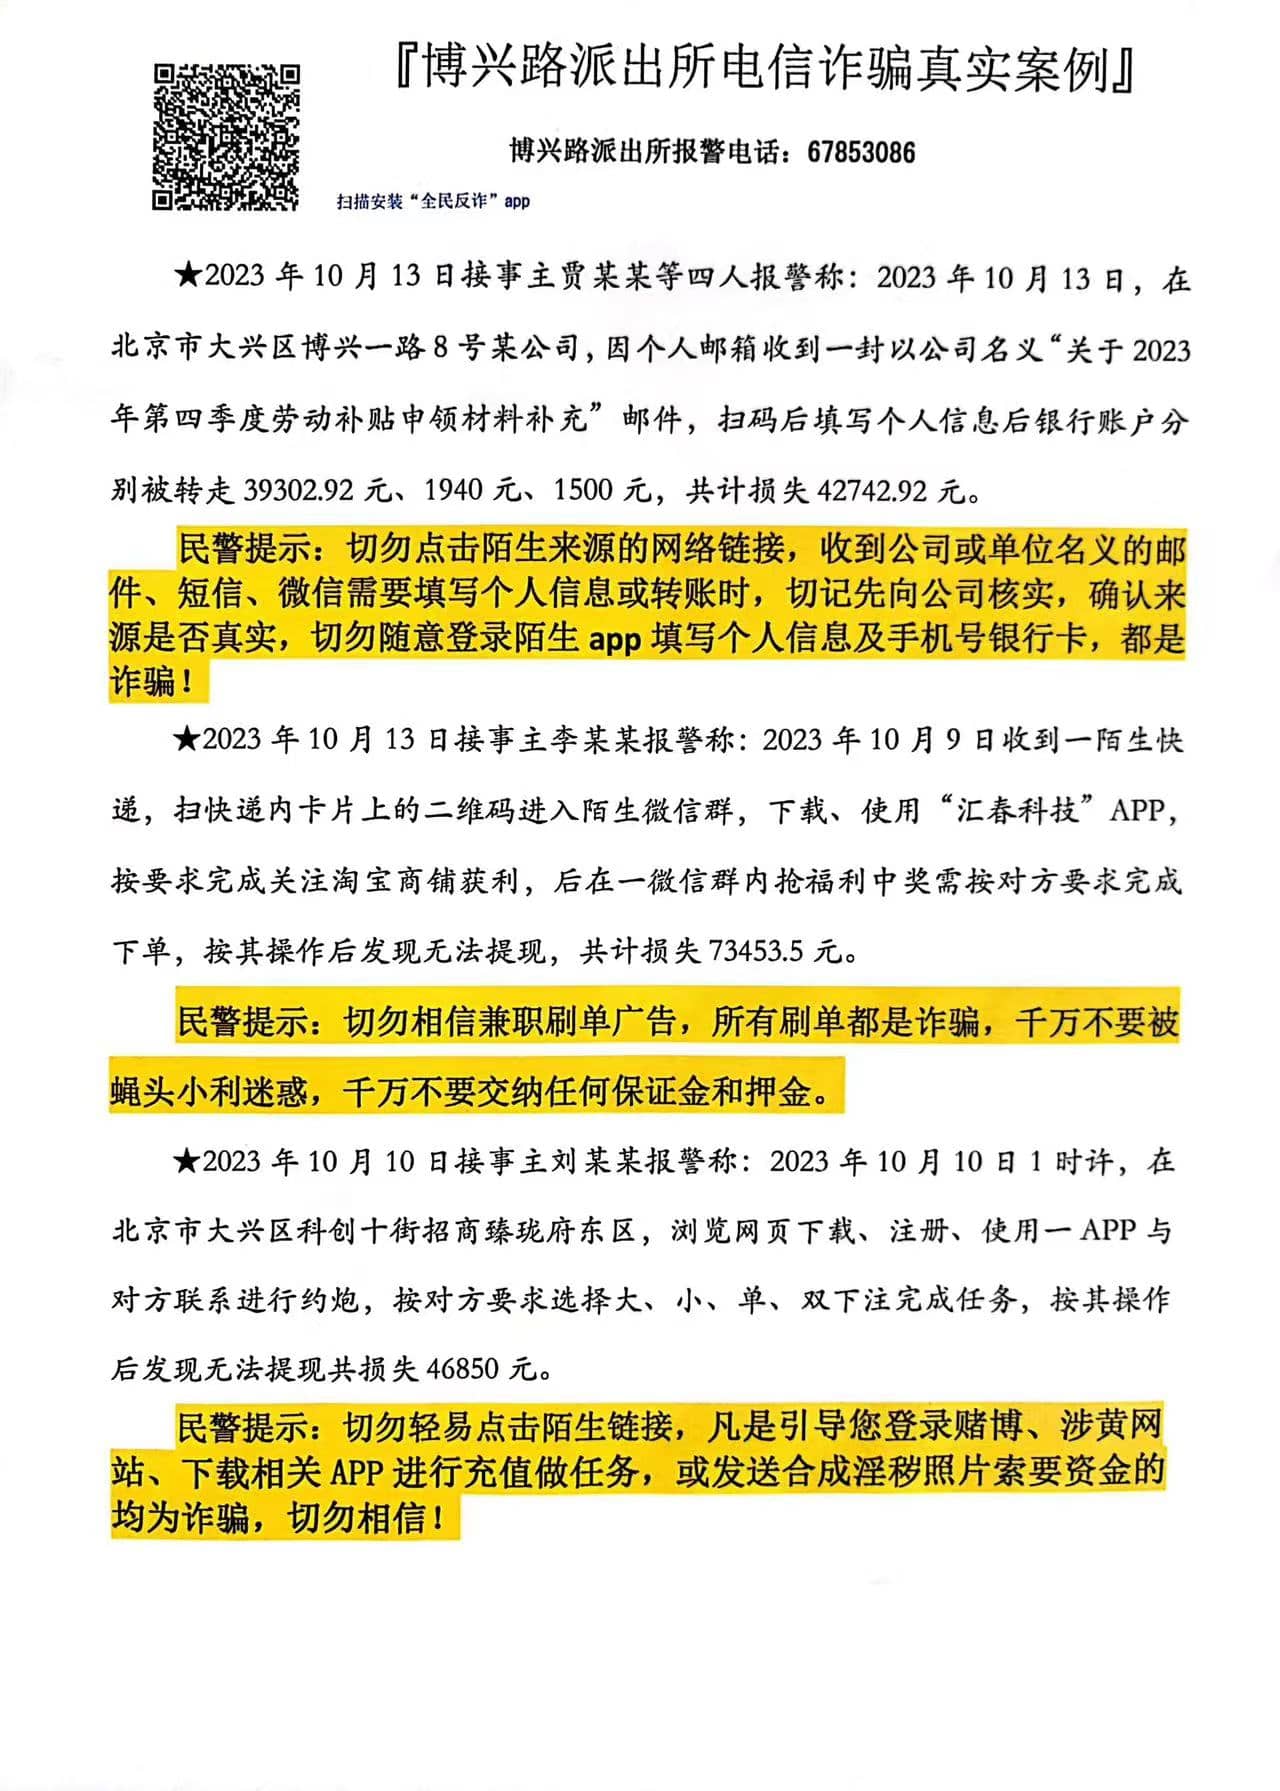 『博兴路派出所电信诈骗真实案例』
博兴路派出所报警电话：67853086
扫描安装“全民反诈”app
★2023 年 10 月 13 日接事主贾某某等四人报警称：2023 年 10 月 13 日，在
北京市大兴区博兴一路 8 号某公司，因个人邮箱收到一封以公司名义“关于 2023
年第四季度劳动补贴申领材料补充”邮件，扫码后填写个人信息后银行账户分
别被转走 39302.92 元、1940 元、1500 元，共计损失 42742.92 元。
民警提示：切勿点击陌生来源的网络链接，收到公司或单位名义的邮
件、短信、微信需要填写个人信息或转账时，切记先向公司核实，确认来
源是否真实，切勿随意登录陌生 app 填写个人信息及手机号银行卡，都是
诈骗！
★2023 年 10 月 13 日接事主李某某报警称：2023 年 10 月 9 日收到一陌生快
递，扫快递内卡片上的二维码进入陌生微信群，下载、使用“汇春科技”APP，
按要求完成关注淘宝商铺获利，后在一微信群内抢福利中奖需按对方要求完成
下单，按其操作后发现无法提现，共计损失 73453.5 元。
民警提示：切勿相信兼职刷单广告，所有刷单都是诈骗，千万不要被
蝇头小利迷惑，千万不要交纳任何保证金和押金。
★2023 年 10 月 10 日接事主刘某某报警称：2023 年 10 月 10 日 1 时许，在
北京市大兴区科创十街招商臻珑府东区，浏览网页下载、注册、使用一 APP 与
对方联系进行约炮，按对方要求选择大、小、单、双下注完成任务，按其操作
后发现无法提现共损失 46850 元。
民警提示：切勿轻易点击陌生链接，凡是引导您登录赌博、涉黄网
站、下载相关 APP 进行充值做任务，或发送合成淫秽照片索要资金的
均为诈骗，切勿相信！